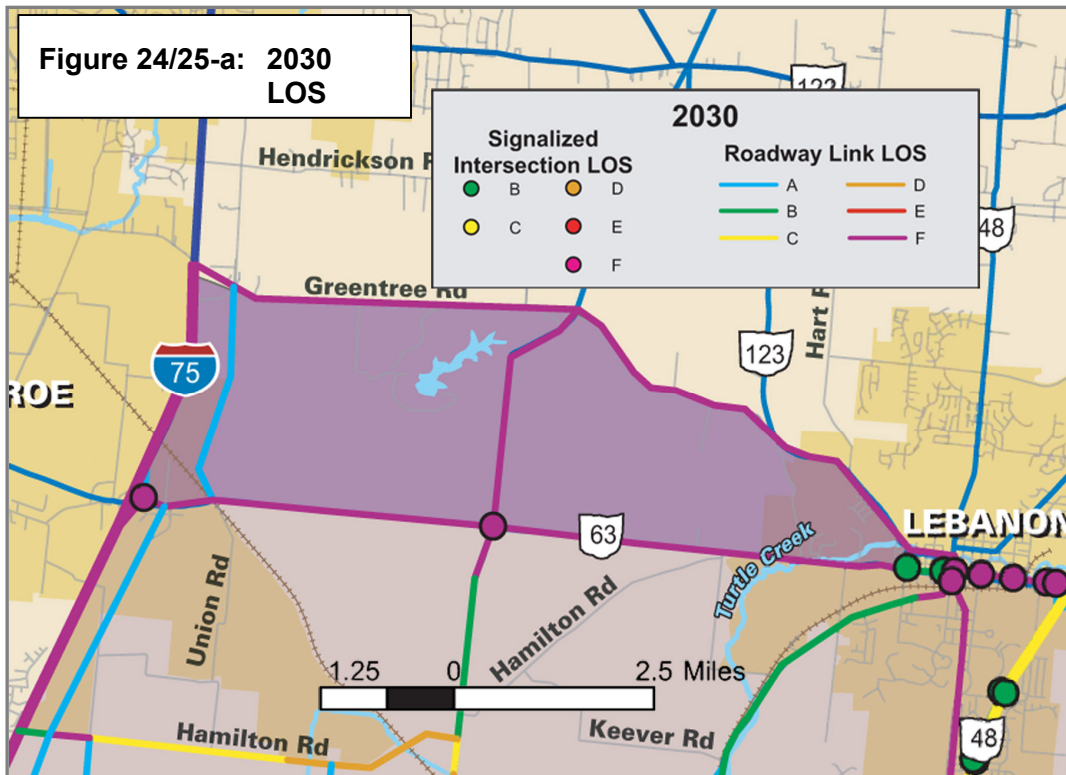 Figure 24/25-a: 2030
LOS
122
2030
Signalized
Intersection LOS
Roadway Link LOS
B D
A D
C E
B E
F
C F
Hendrickson R
48
Greentree Rd
123
Hart R
75
ROE
63
LEBANON
Turtle Creek
Union Rd
Hamilton Rd
1.25 0 2.5 Miles
Hamilton Rd
Keever Rd
48